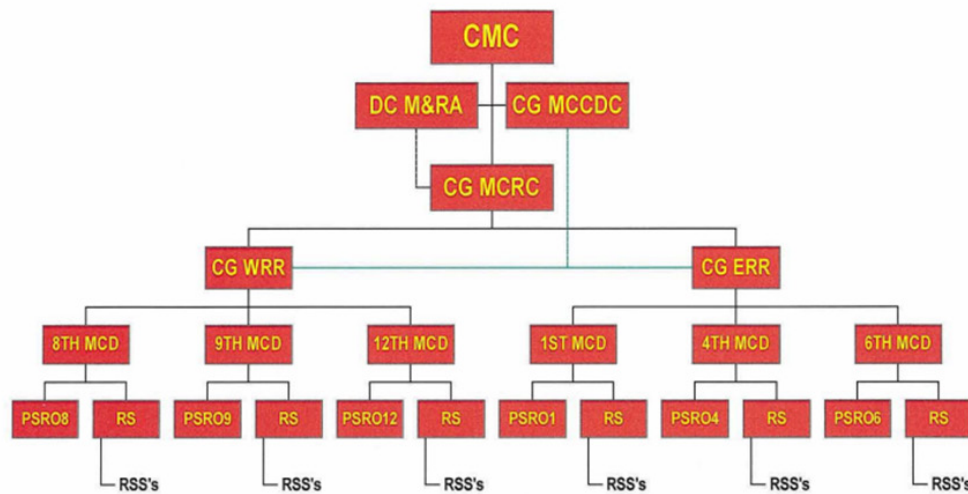 CMC
DC M&RA
CG MCCDC
CG MCRC
CG WRR
CG ERR
8TH MCD
9TH MCD
12TH MCD
1ST MCD
4TH MCD
6TH MCD
PSRO8
RS
PSRO9
RS
PSRO12
RS
PSRO1
RS
PSRO4
RS
PSRO6
RS
RSS's
RSS's
RSS's
RSS's
RSS's
RSS's